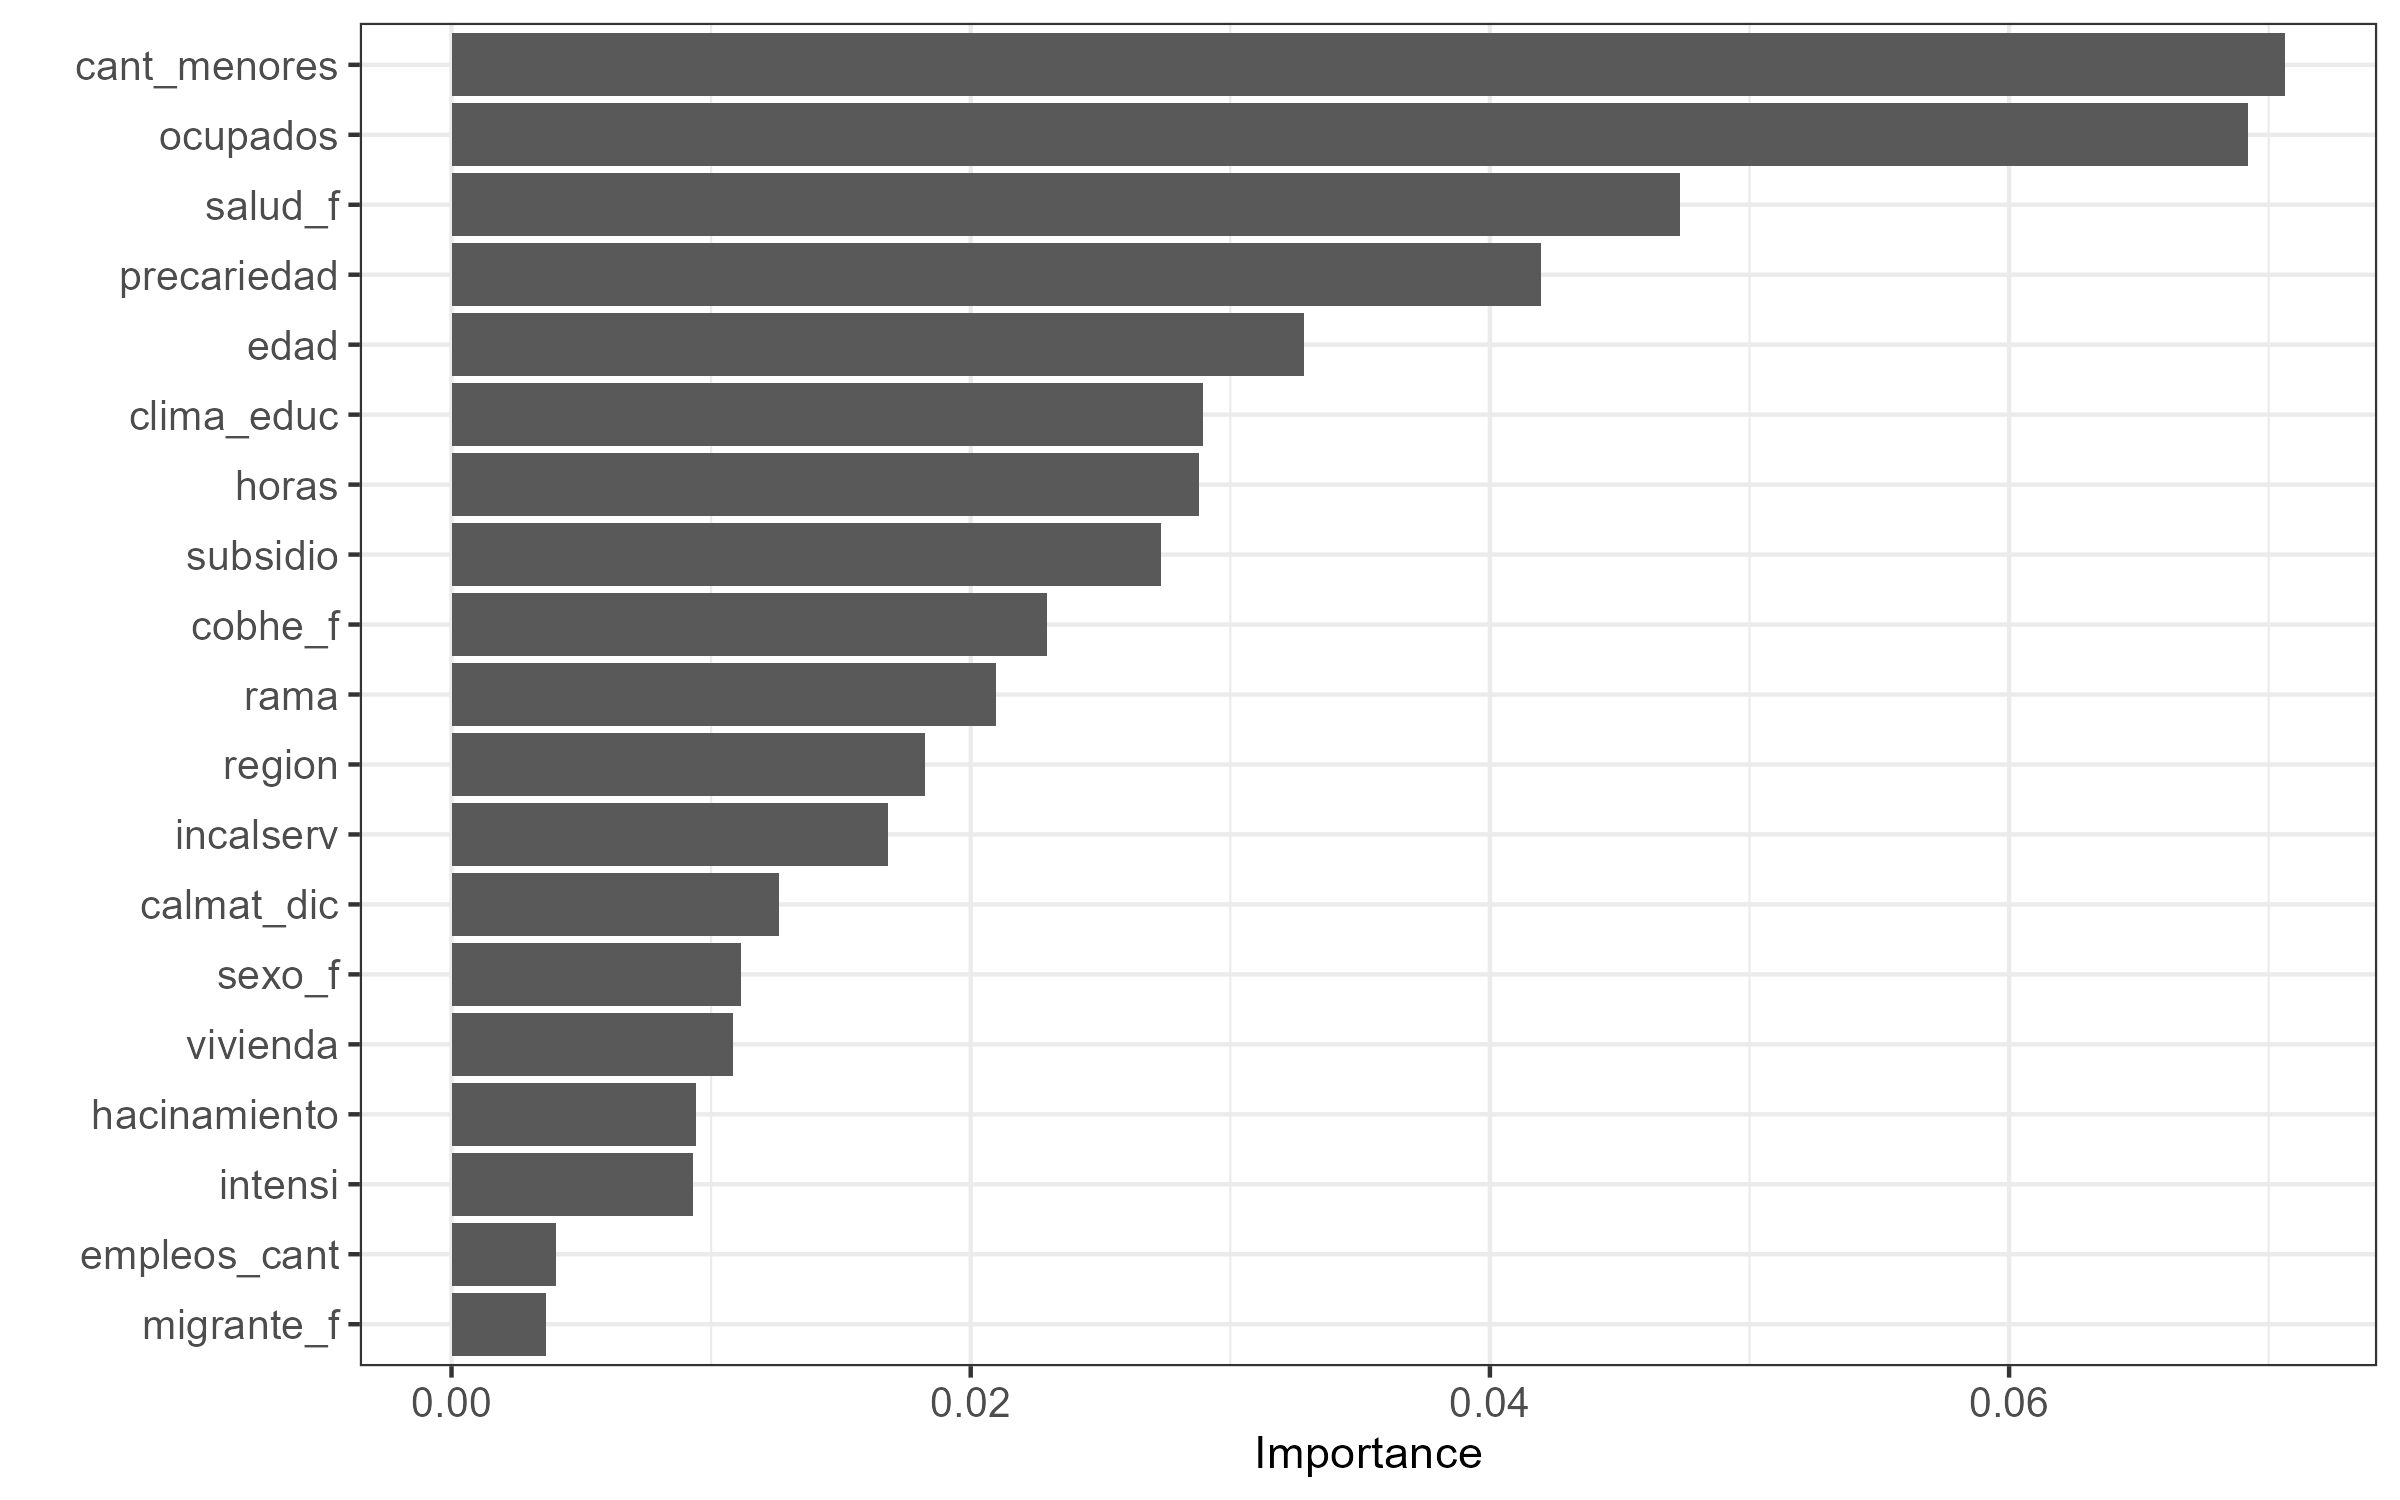 cant_menores
ocupados
salud_f
precariedad
edad
clima_educ
horas
subsidio
cobhe_f
rama
region
incalserv
calmat_dic
sexo_f
vivienda
hacinamiento
intensi
empleos_cant
migrante_f
0.00 0.02 0.04 0.06
Importance